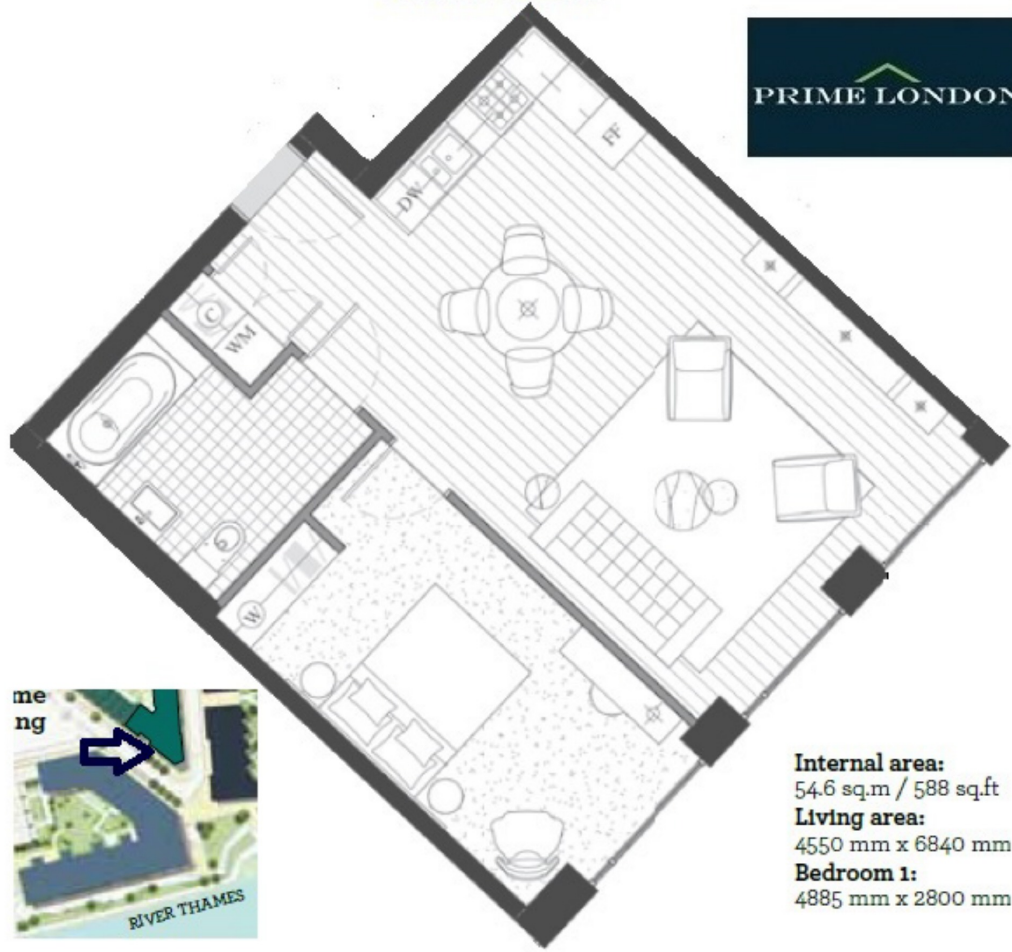 PRIME LONDON
FF
DW
C
WM
W
me
ng
RIVER THAMES
Internal area:
54.6 sq.m / 588 sq.ft
Living area:
4550 mm x 6840 mm
Bedroom 1:
4885 mm x 2800 mm